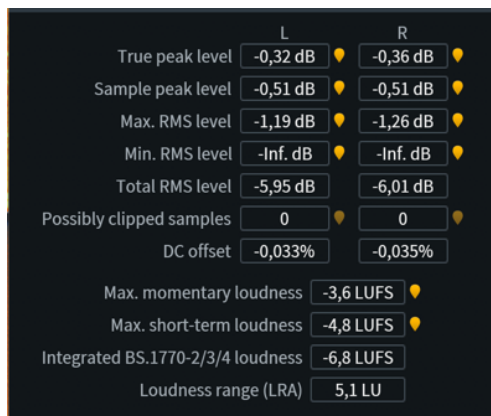 L R
True peak level -0,32 dB -0,36 dB
Sample peak level -0,51 dB -0,51 dB
Max. RMS level -1,19 dB -1,26 dB
Min. RMS level -Inf. dB -Inf. dB
Total RMS level -5,95 dB -6,01 dB
Possibly clipped samples 0 0
DC offset -0,033% -0,035%
Max. momentary loudness -3,6 LUFS
Max. short-term loudness -4,8 LUFS
Integrated BS.1770-2/3/4 loudness -6,8 LUFS
Loudness range (LRA) 5,1 LU